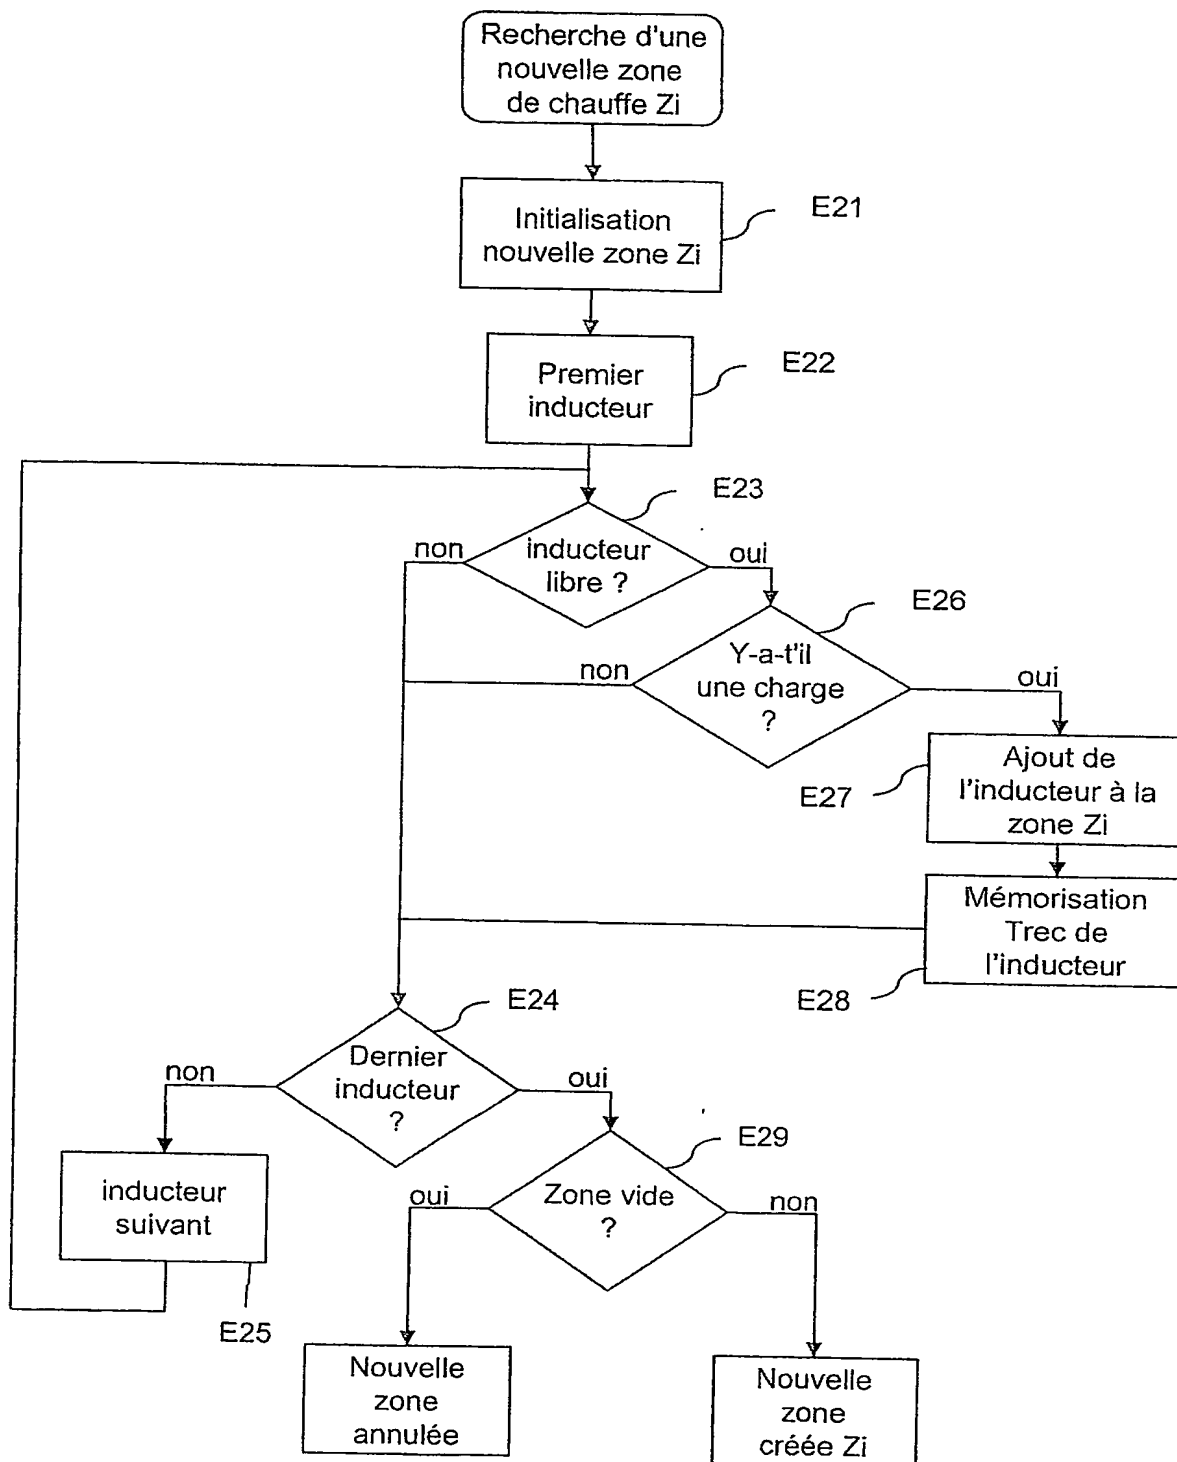 Recherche d'une
nouvelle zone
de chauffe Zi
E21
Initialisation
nouvelle zone Zi
E22
Premier
inducteur
E23
non
inducteur
libre ?
oui
E26
non
Y-a-t'il
une charge
?
oui
E27
Ajout de
l'inducteur à la
zone Zi
Mémorisation
Trec de
l'inducteur
E28
E24
non
Dernier
inducteur
?
oui
E29
inducteur
suivant
oui
Zone vide
?
non
E25
Nouvelle
zone
annulée
Nouvelle
zone
créée Zi